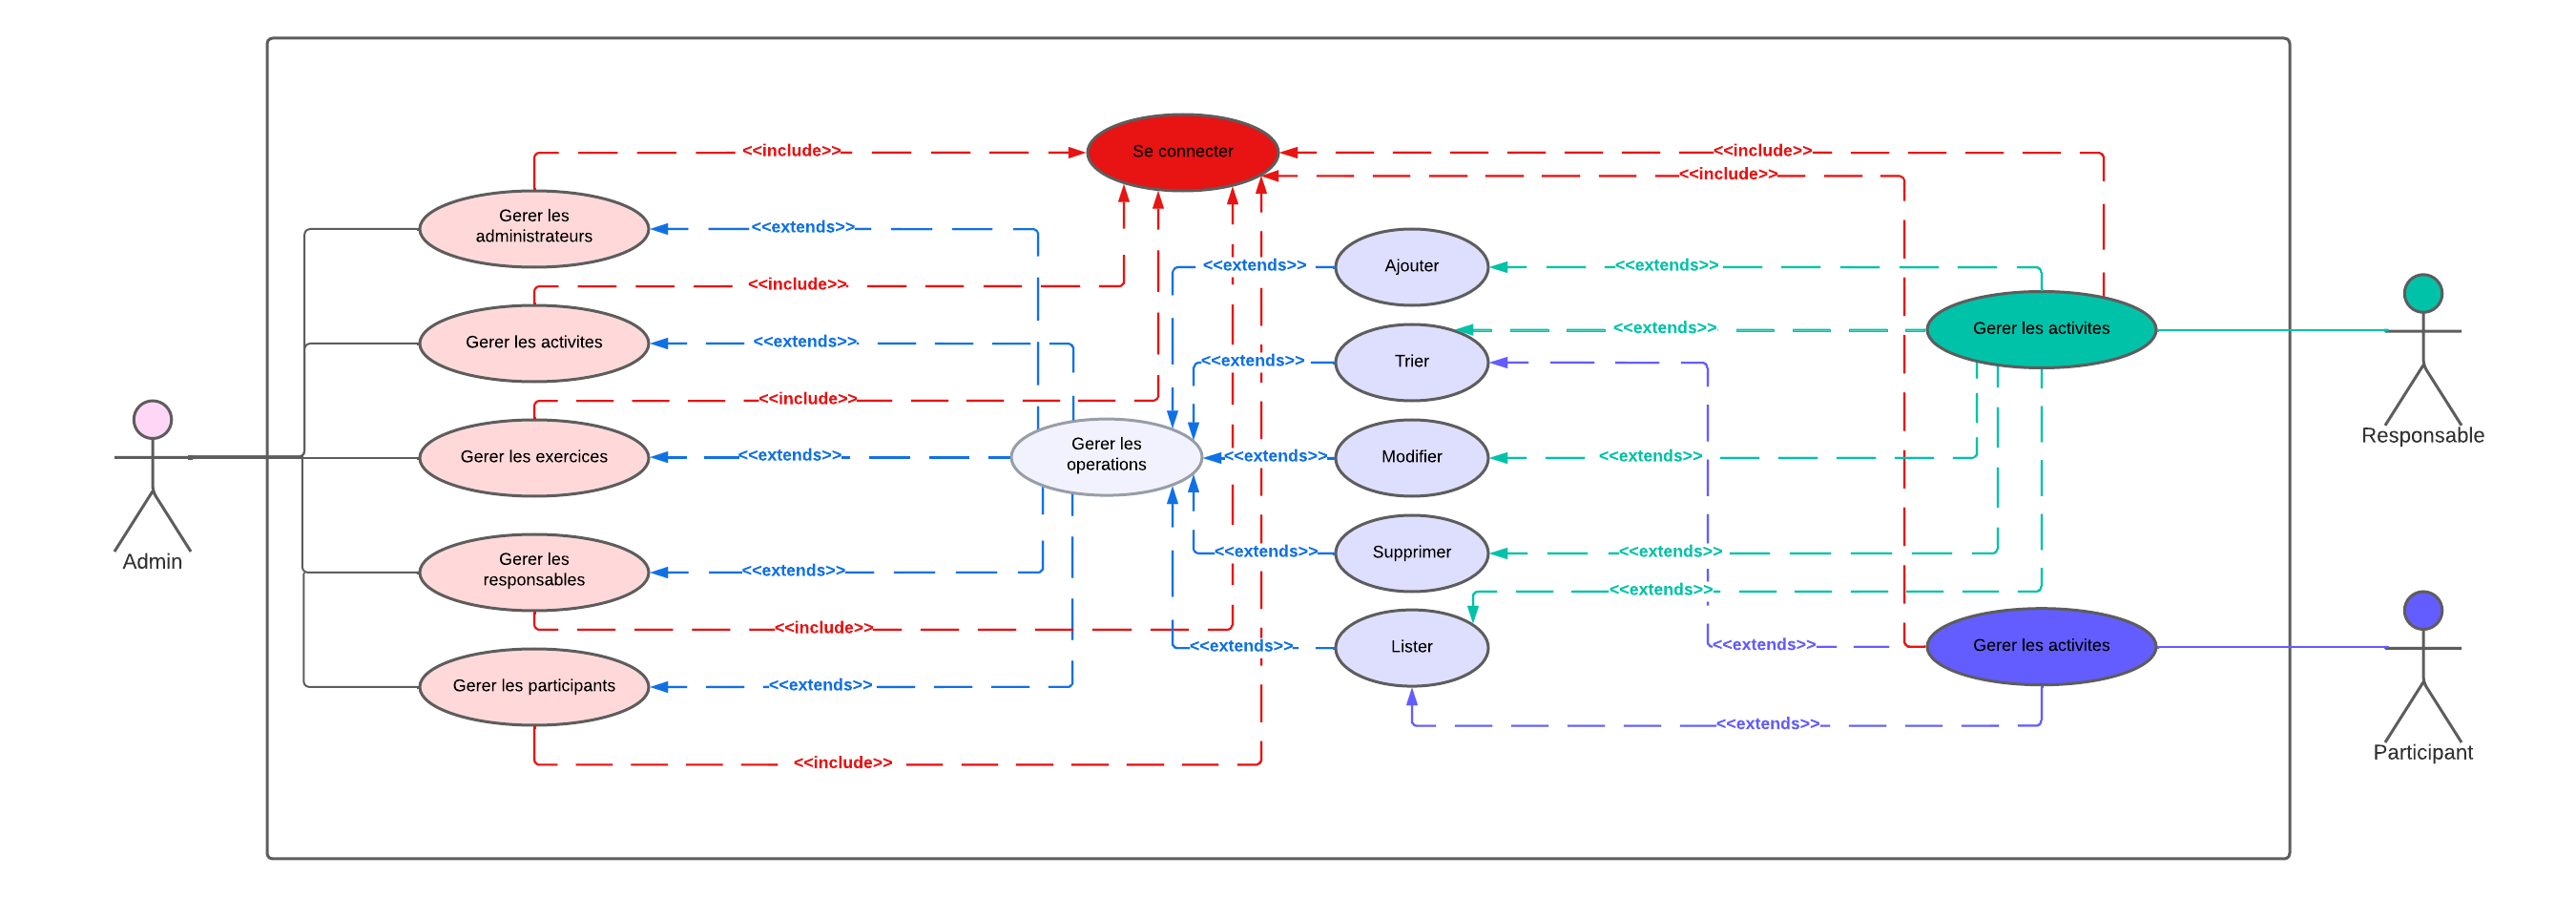 <<include>>
Se connecter
<<include>>
<<include>>
Gerer les
administrateurs
<<extends>>
<<extends>>
Ajouter
<<extends>>
<<include>>
Gerer les activites
<<extends>>
<<extends>>
Trier
<<extends>>
Gerer les activites
<<include>>
Responsable
Gerer les exercices
<<extends>>
Gerer les
operations
<<extends>>
Modifier
<<extends>>
Admin
Gerer les
responsables
<<extends>>
<<extends>>
Supprimer
<<extends>>
<<extends>>
<<include>>
<<extends>>
Lister
<<extends>>
Gerer les activites
Gerer les participants
<<extends>>
<<extends>>
Participant
<<include>>